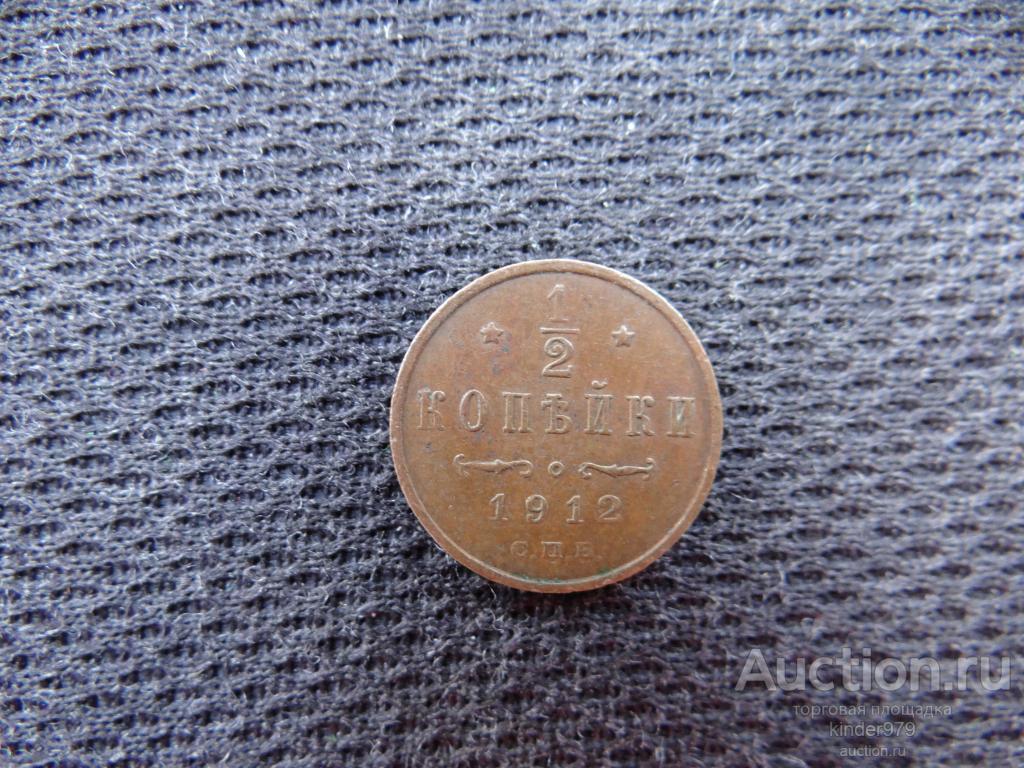 1
2
КОПѢЙКИ
1912
С.П.Б.
Auction.ru
торговая площадка
kinder979
auction.ru